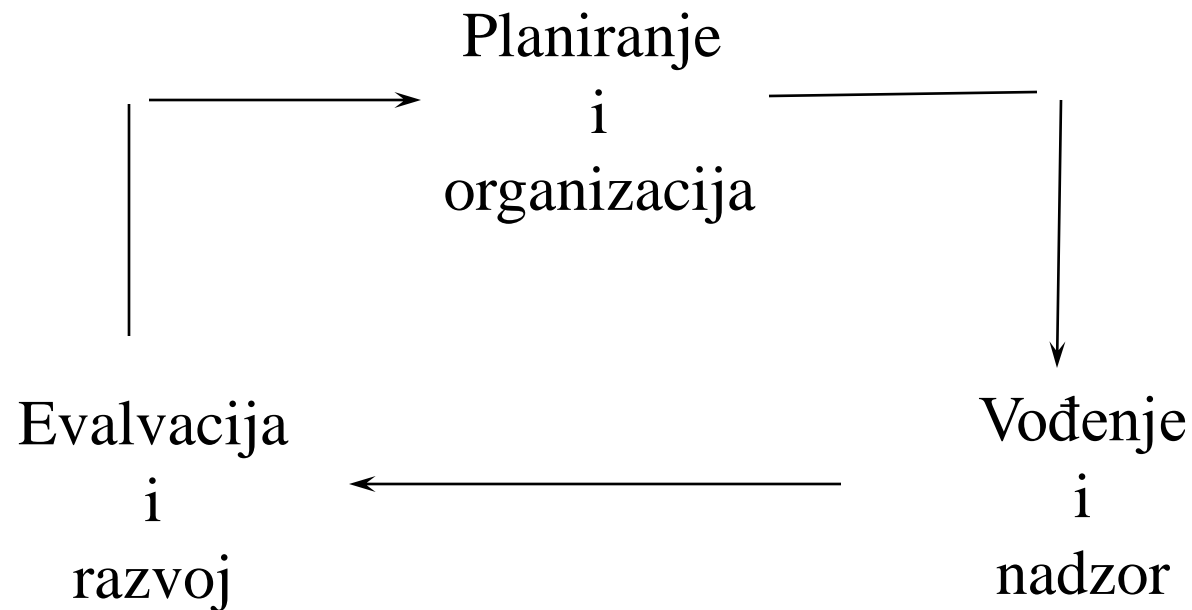 Planiranje
i
organizacija
Evalvacija
i
razvoj
Vođenje
i
nadzor